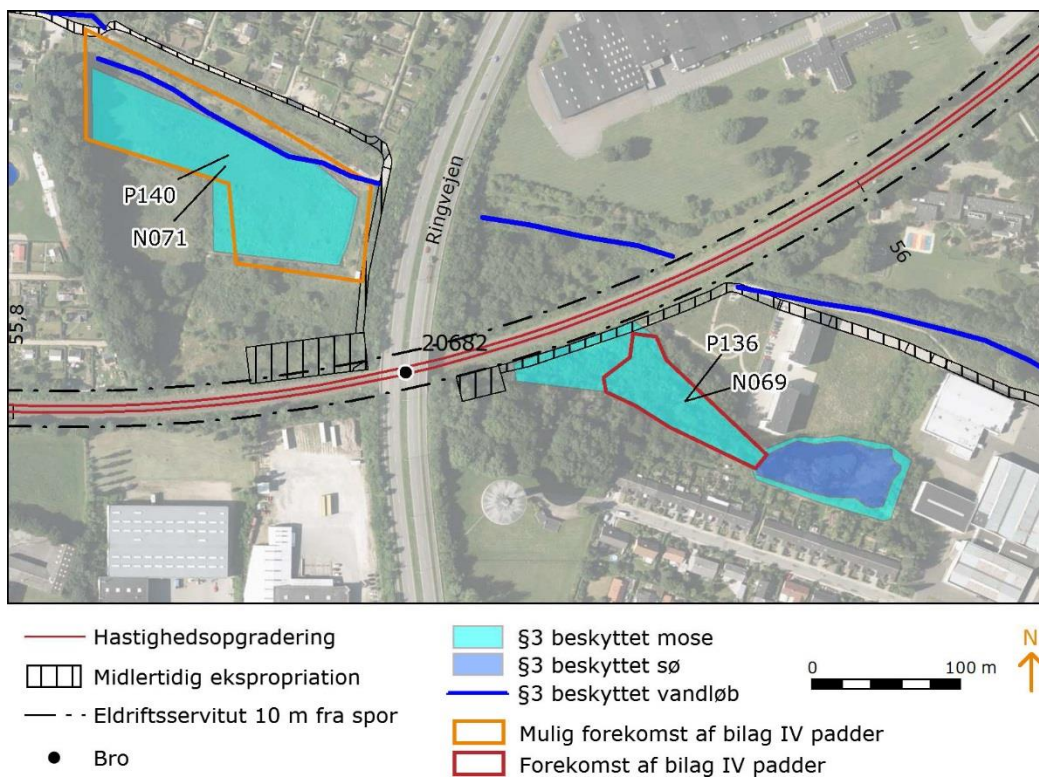 P140
N071
Ringvejen
55,8
20682
56
P136
N069
Hastighedsopgradering
Midlertidig ekspropriation
Eldriftsservitut 10 m fra spor
Bro
§3 beskyttet mose
§3 beskyttet sø
§3 beskyttet vandløb
Mulig forekomst af bilag IV padder
Forekomst af bilag IV padder
0 100 m
N